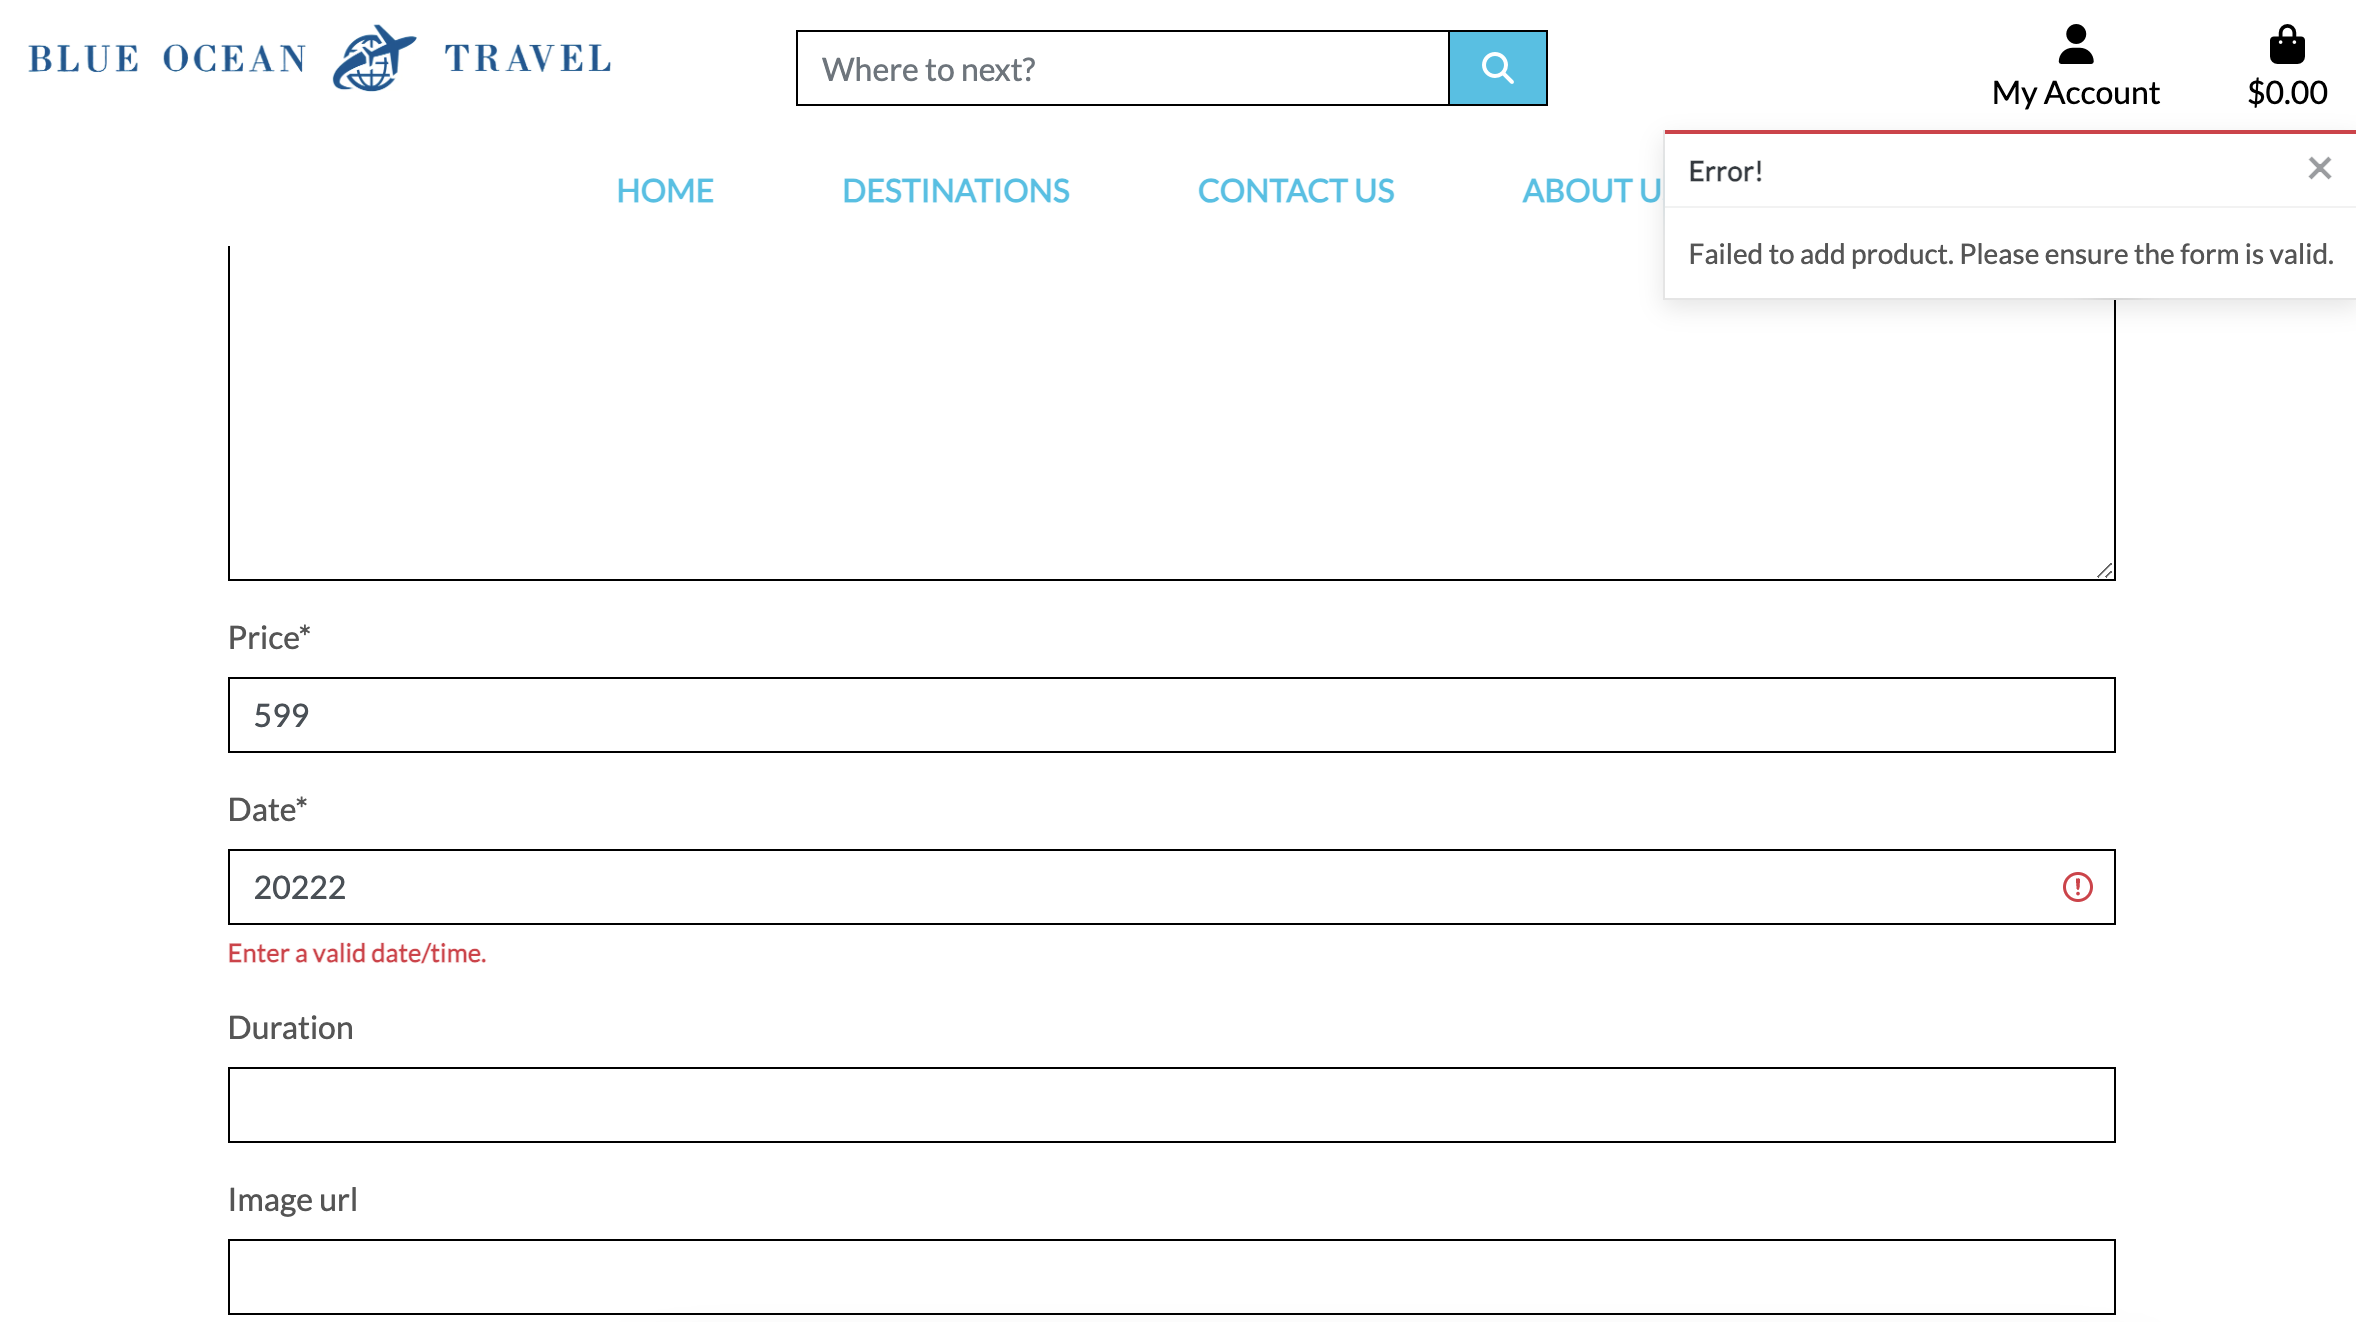 BLUE OCEAN TRAVEL
Where to next?
My Account
$0.00
HOME
DESTINATIONS
CONTACT US
ABOUT U
Error!
Failed to add product. Please ensure the form is valid.
Price*
599
Date*
20222
Enter a valid date/time.
Duration
Image url